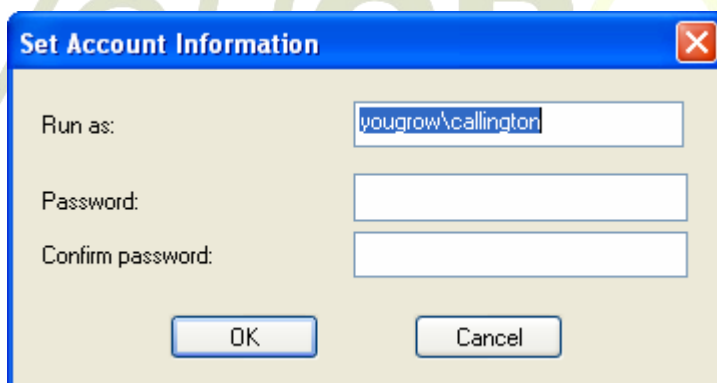 Set Account Information
Run as: yougrow\callington
Password:
Confirm password:
OK Cancel